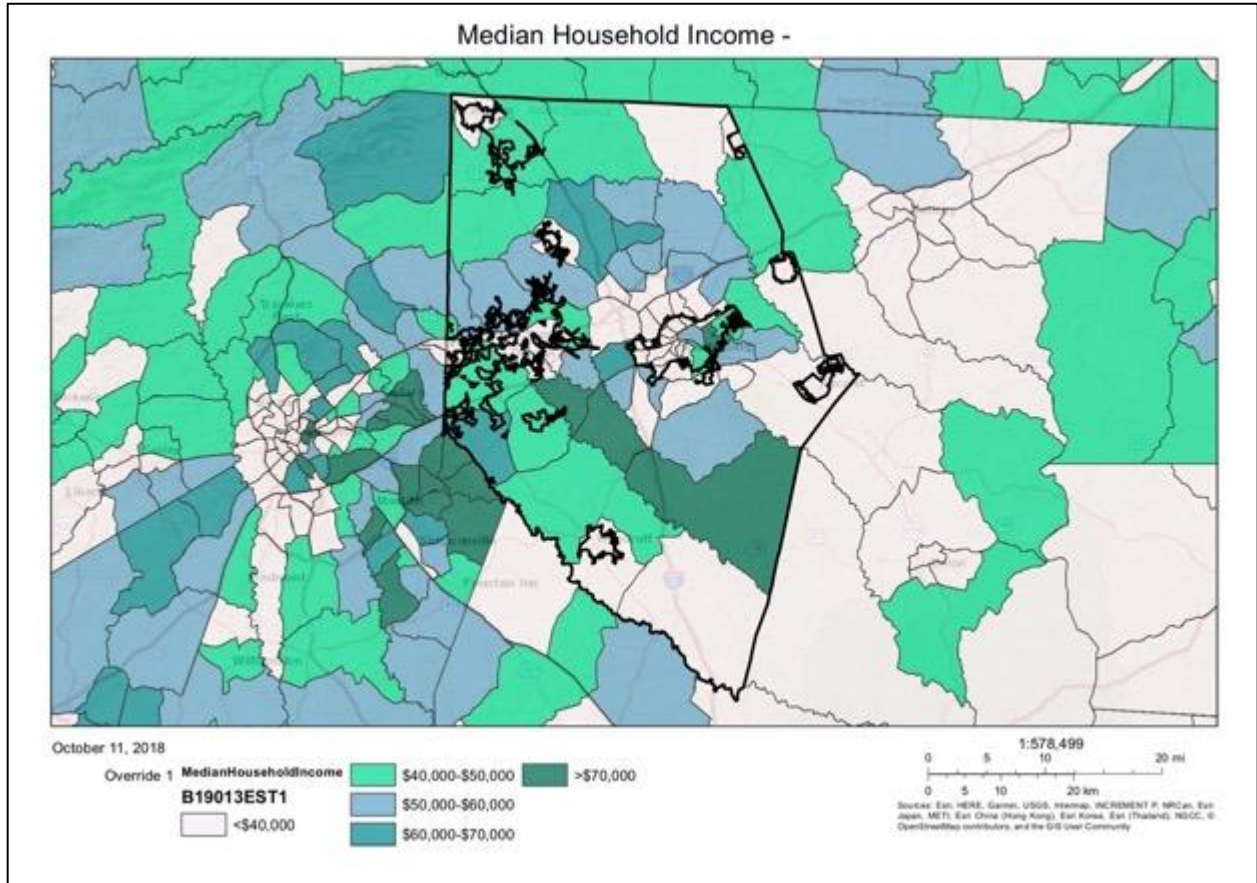 Median Household Income -
Fountain Inn
October 11, 2018
Override 1 MedianHouseholdIncome
B19013EST1
<$40,000
$40,000-$50,000
$50,000-$60,000
$60,000-$70,000
>$70,000
1:578,499
0 5 10 20 mi
0 5 10 20 km
Sources: Esri, HERE, Garmin, USGS, Intermap, INCREMENT P, NRCan, Esri
Japan, METI, Esri China (Hong Kong), Esri Korea, Esri (Thailand), NGCC, ©
OpenStreetMap contributors, and the GIS User Community